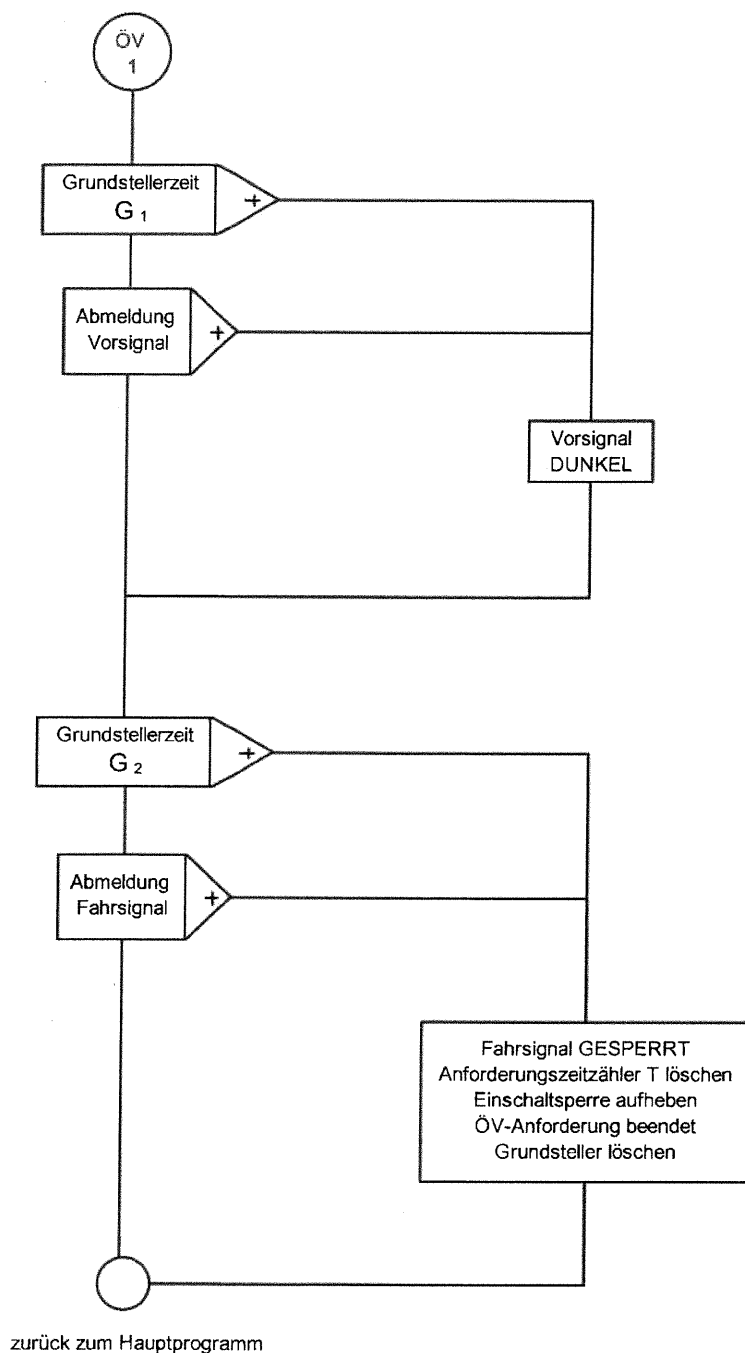 ÖV
1
Grundstellerzeit
G 1
+
Abmeldung
Vorsignal
+
Vorsignal
DUNKEL
Grundstellerzeit
G 2
+
Abmeldung
Fahrsignal
+
Fahrsignal GESPERRT
Anforderungszeitzähler T löschen
Einschaltsperre aufheben
ÖV-Anforderung beendet
Grundsteller löschen
zurück zum Hauptprogramm